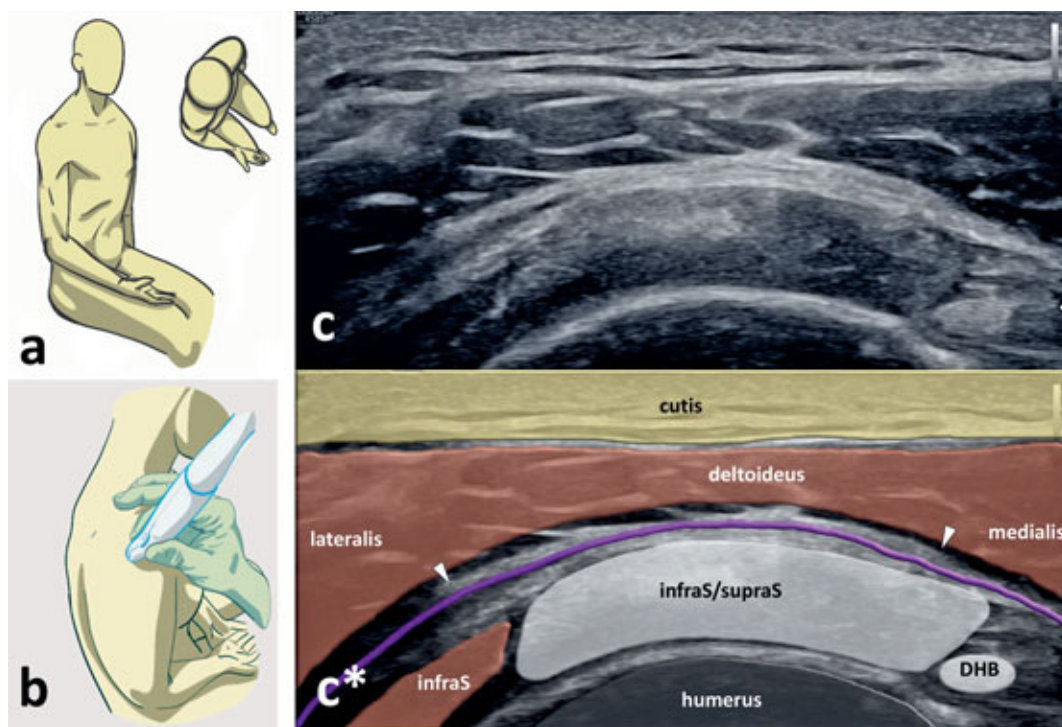 a
b
c
cutis
deltoideus
lateralis
medialis
infraS/supraS
infraS
DHB
humerus
c*